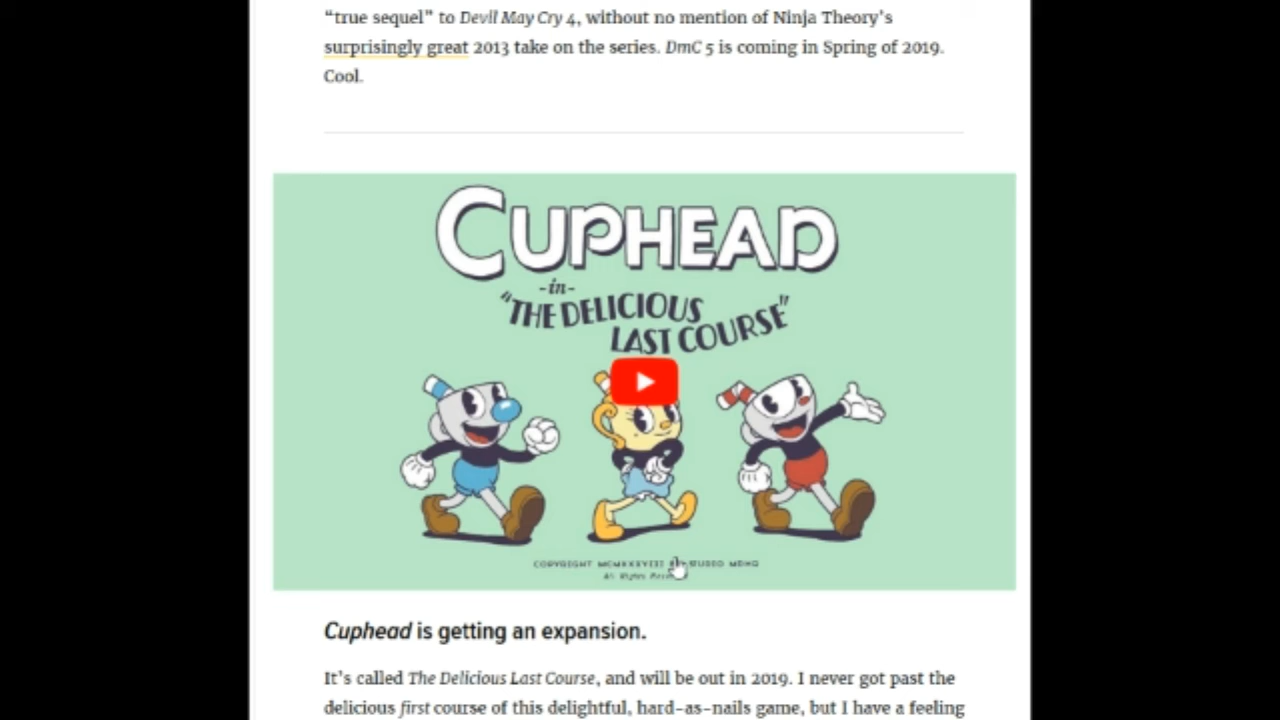 “true sequel” to Devil May Cry 4, without no mention of Ninja Theory’s
surprisingly great 2013 take on the series. DmC 5 is coming in Spring of 2019.
Cool.
CUPHEAD
-in-
"THE DELICIOUS
LAST COURSE"
COPYRIGHT MCMXXXVIII STUDIO MDHR
All Rights
Cuphead is getting an expansion.
It’s called The Delicious Last Course, and will be out in 2019. I never got past the
delicious first course of this delightful, hard-as-nails game, but I have a feeling